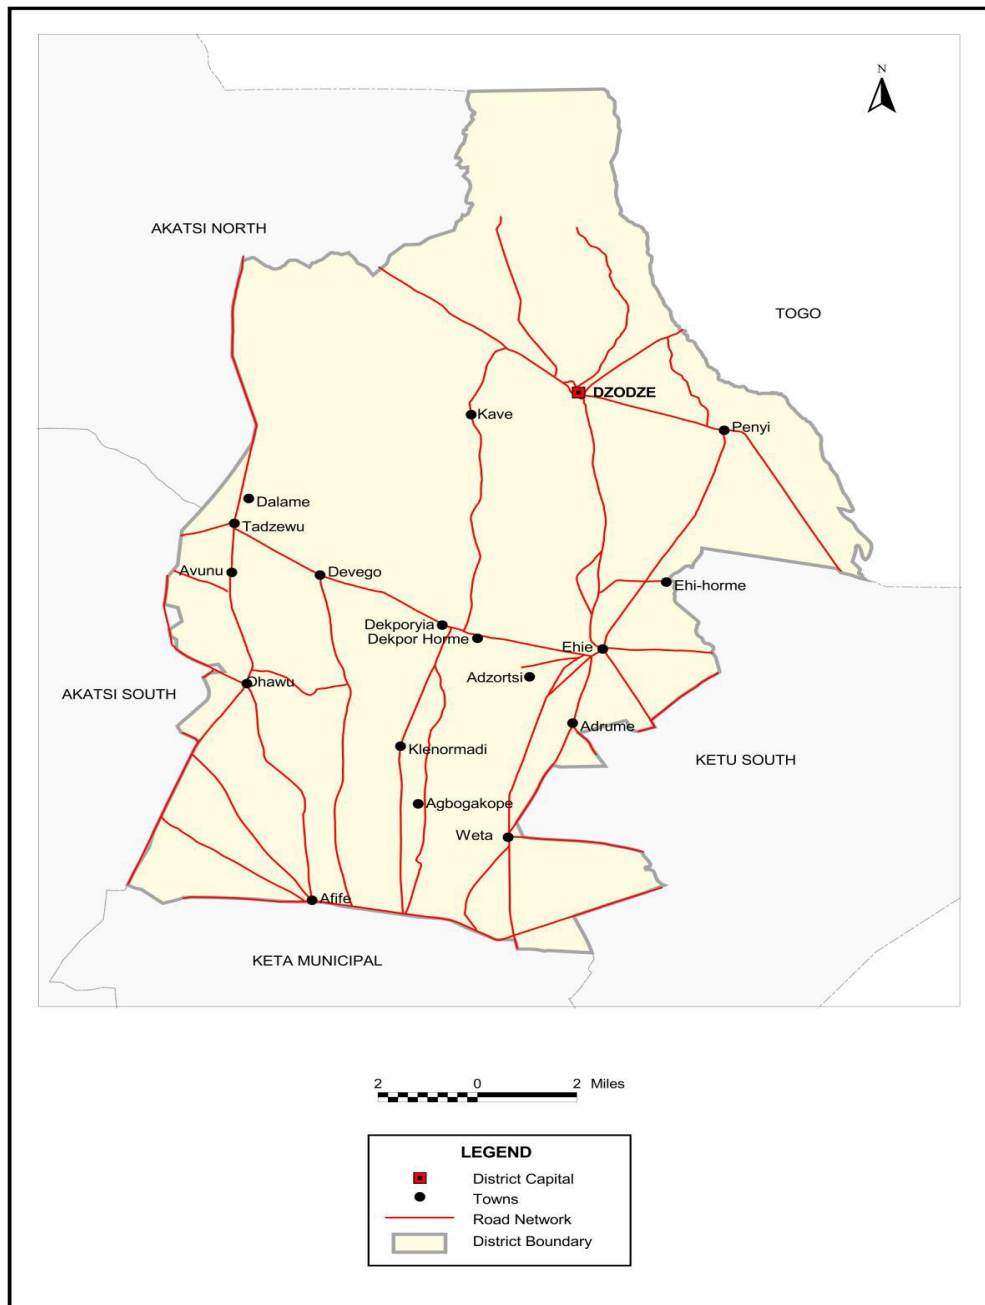 N
AKATSI NORTH
TOGO
DZODZE
Kave
Penyi
Dalame
Tadzewu
Avunu
Devego
Ehi-horme
Dekporyia
Dekpor Horme
Ehie
Adzortsi
Dhawu
AKATSI SOUTH
Adrume
Klenormadi
KETU SOUTH
Agbogakope
Weta
Afife
KETA MUNICIPAL
2 0 2 Miles
LEGEND
District Capital
Towns
Road Network
District Boundary